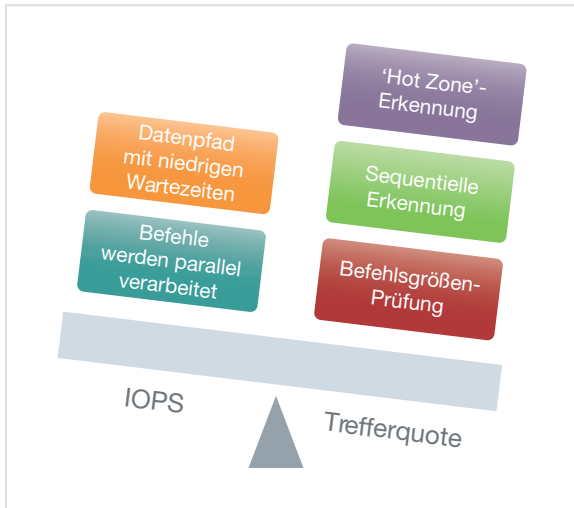 Datenpfad
mit niedrigen
Wartezeiten
Befehle
werden parallel
verarbeitet
‘Hot Zone’-
Erkennung
Sequentielle
Erkennung
Befehlsgrößen-
Prüfung
IOPS
Trefferquote